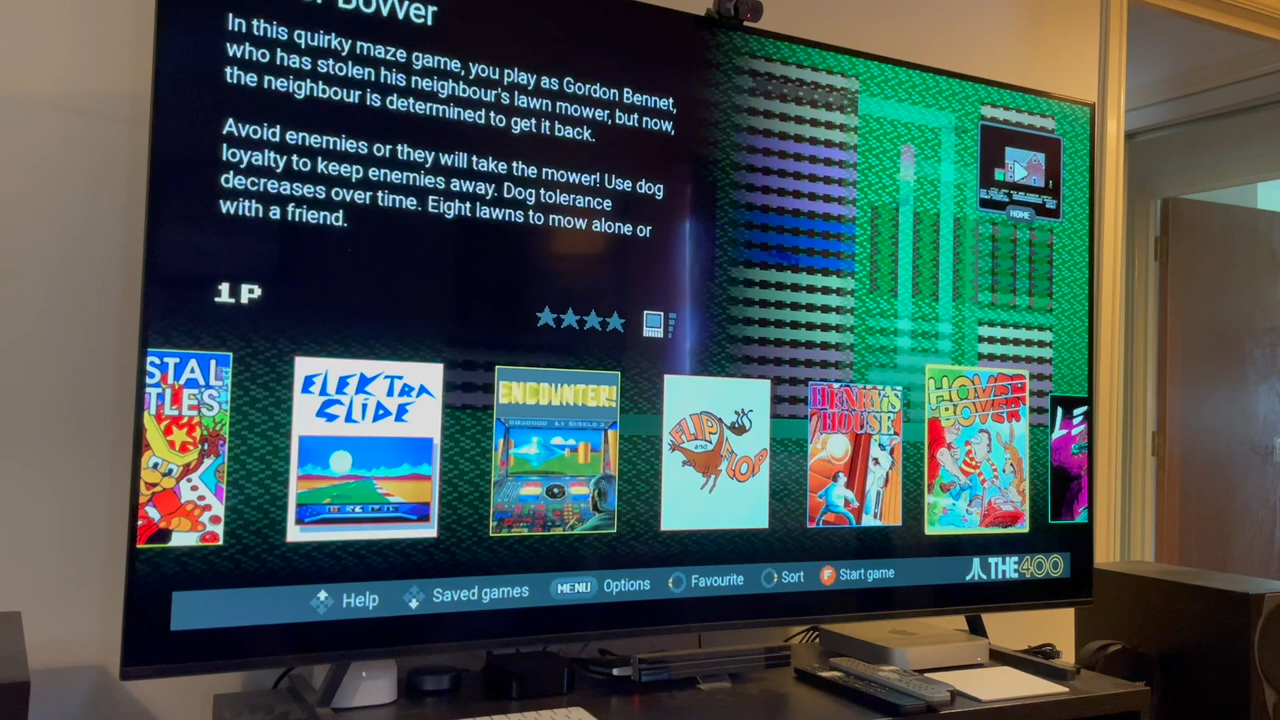 Bovver
In this quirky maze game, you play as Gordon Bennet,
who has stolen his neighbour's lawn mower, but now,
the neighbour is determined to get it back.
Avoid enemies or they will take the mower! Use dog
loyalty to keep enemies away. Dog tolerance
decreases over time. Eight lawns to mow alone or
with a friend.
HOME
1P
STAL
TLES
ELEKTRA
GLIDE
ENCOUNTER!
FLIP
and
FLOP
HENRY'S
HOUSE
HOVER
BOVVER
LE
Help
Saved games
MENU
Options
Favourite
Sort
F
Start game
THE400